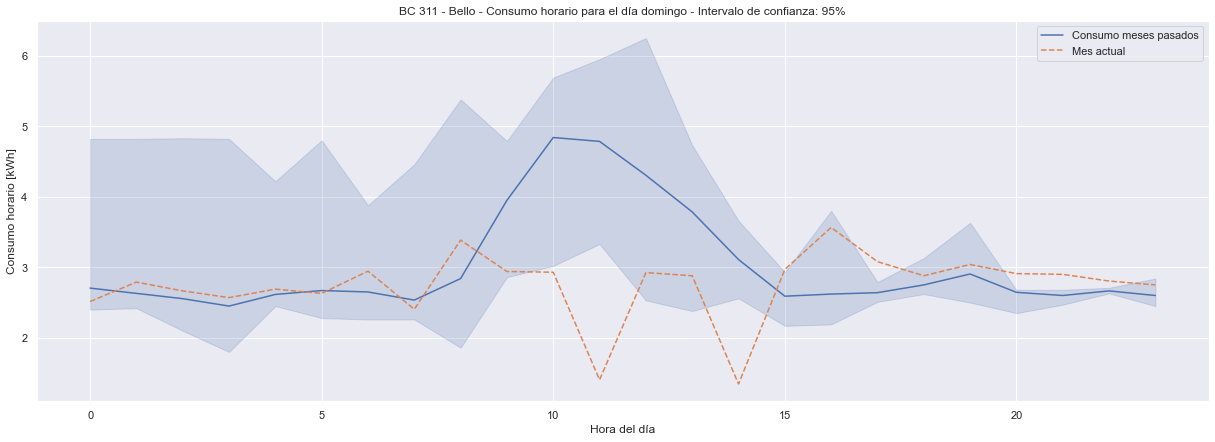 BC 311 - Bello - Consumo horario para el día domingo - Intervalo de confianza: 95%
Consumo meses pasados
Mes actual
6
5
4
3
2
Consumo horario [kWh]
0 5 10 15 20
Hora del día